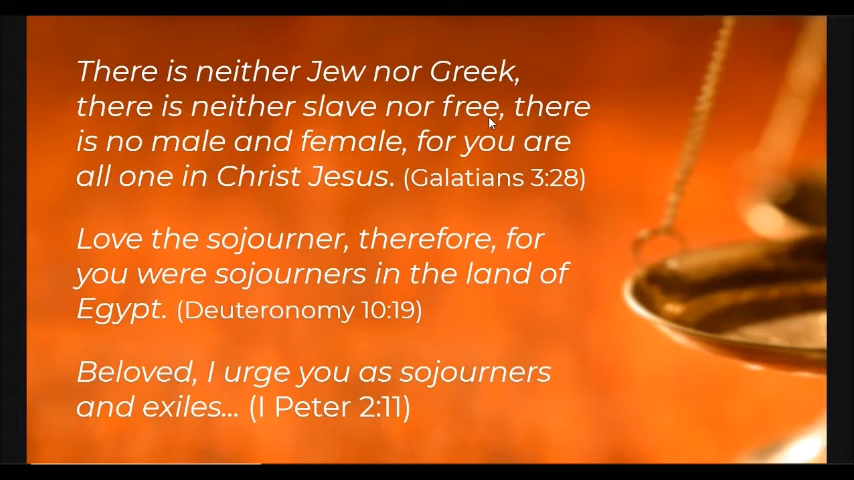 There is neither Jew nor Greek,
there is neither slave nor free, there
is no male and female, for you are
all one in Christ Jesus. (Galatians 3:28)
Love the sojourner, therefore, for
you were sojourners in the land of
Egypt. (Deuteronomy 10:19)
Beloved, I urge you as sojourners
and exiles... (I Peter 2:11)